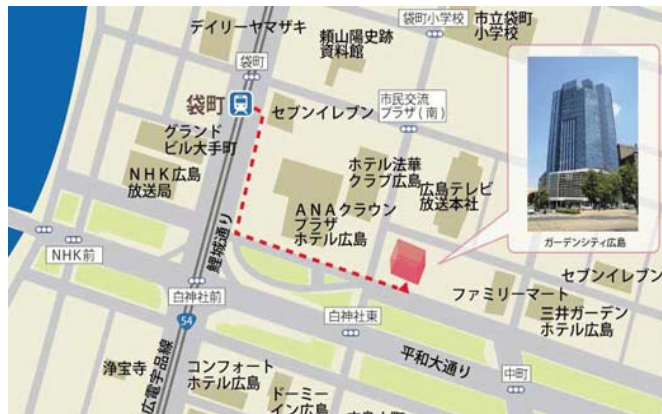 デイリーヤマザキ
袋町小学校
市立袋町
小学校
頼山陽史跡
資料館
袋町
袋町
セブンイレブン
市民交流
プラザ(南)
グランド
ビル大手町
NHK広島
放送局
ホテル法華
クラブ広島
広島テレビ
放送本社
ANAクラウン
プラザ
ホテル広島
ガーデンシティ広島
鯉城通り
NHK前
白神社前
54
白神社東
セブンイレブン
ファミリーマート
三井ガーデン
ホテル広島
平和大通り
中町
浄宝寺
広電宇品線
コンフォート
ホテル広島
ドーミー
イン広島